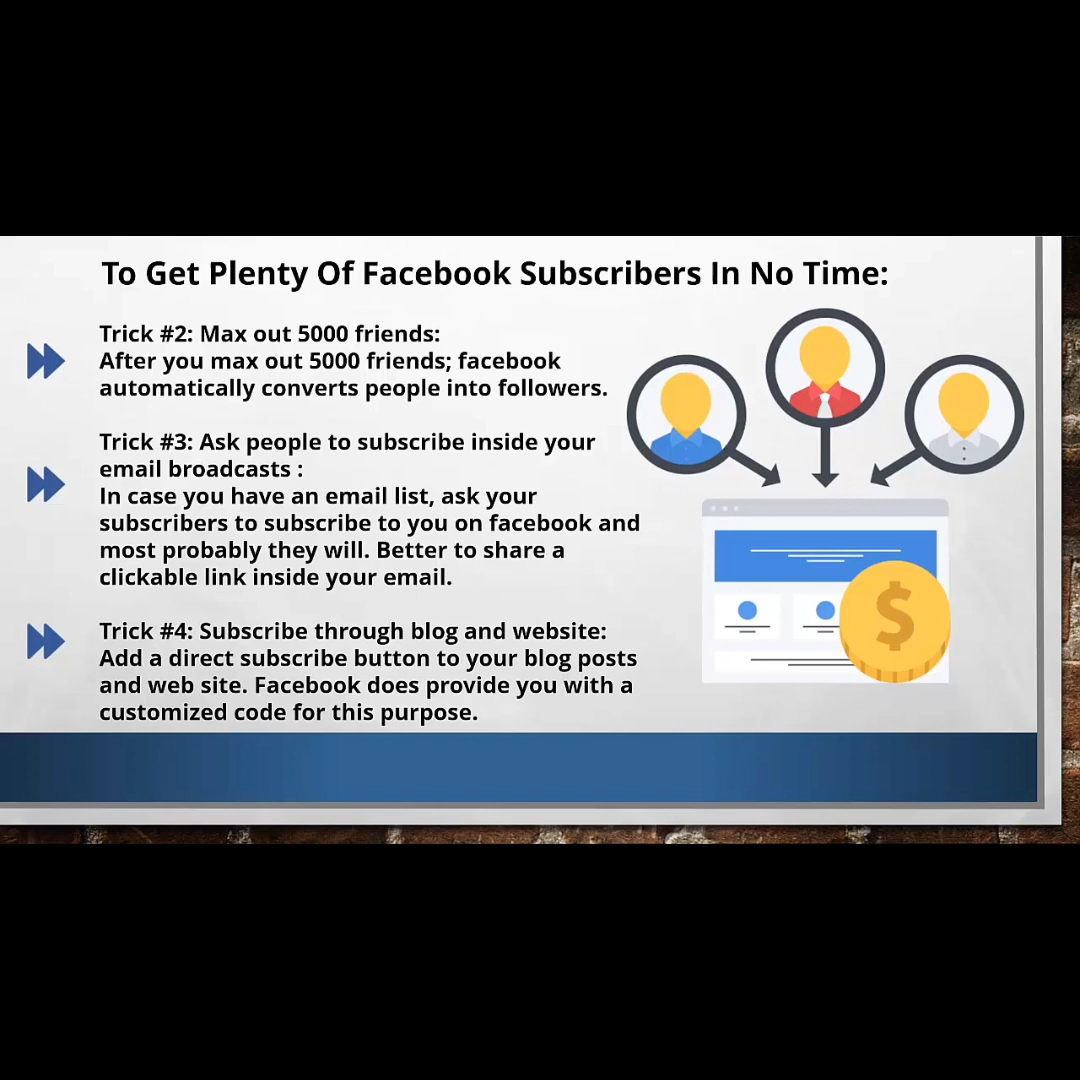 To Get Plenty Of Facebook Subscribers In No Time:
Trick #2: Max out 5000 friends:
After you max out 5000 friends; facebook
automatically converts people into followers.
Trick #3: Ask people to subscribe inside your
email broadcasts :
In case you have an email list, ask your
subscribers to subscribe to you on facebook and
most probably they will. Better to share a
clickable link inside your email.
Trick #4: Subscribe through blog and website:
Add a direct subscribe button to your blog posts
and web site. Facebook does provide you with a
customized code for this purpose.
$